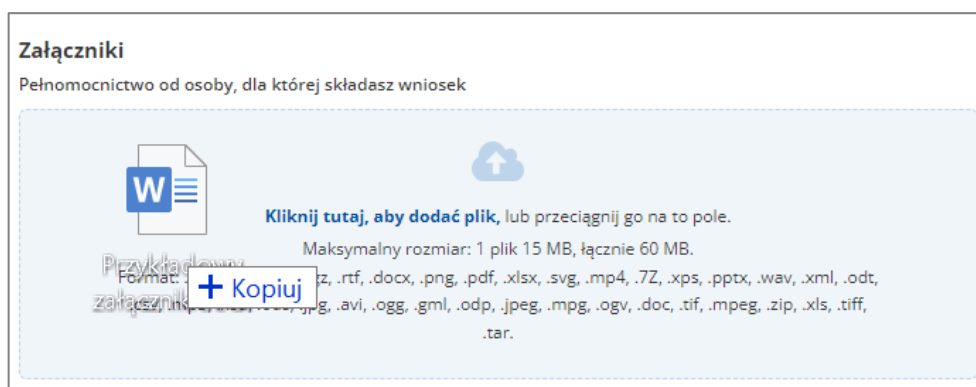 Załączniki
Pełnomocnictwo od osoby, dla której składasz wniosek
W
Kliknij tutaj, aby dodać plik, lub przeciągnij go na to pole.
Maksymalny rozmiar: 1 plik 15 MB, łącznie 60 MB.
Przykładowy
Format: .rtf, .docx, .png, .pdf, .xlsx, .svg, .mp4, .7Z, .xps, .pptx, .wav, .xml, .odt,
+ Kopiuj
załącznik .avi, .ogg, .gml, .odp, .jpeg, .mpg, .ogv, .doc, .tif, .mpeg, .zip, .xls, .tiff,
.tar.